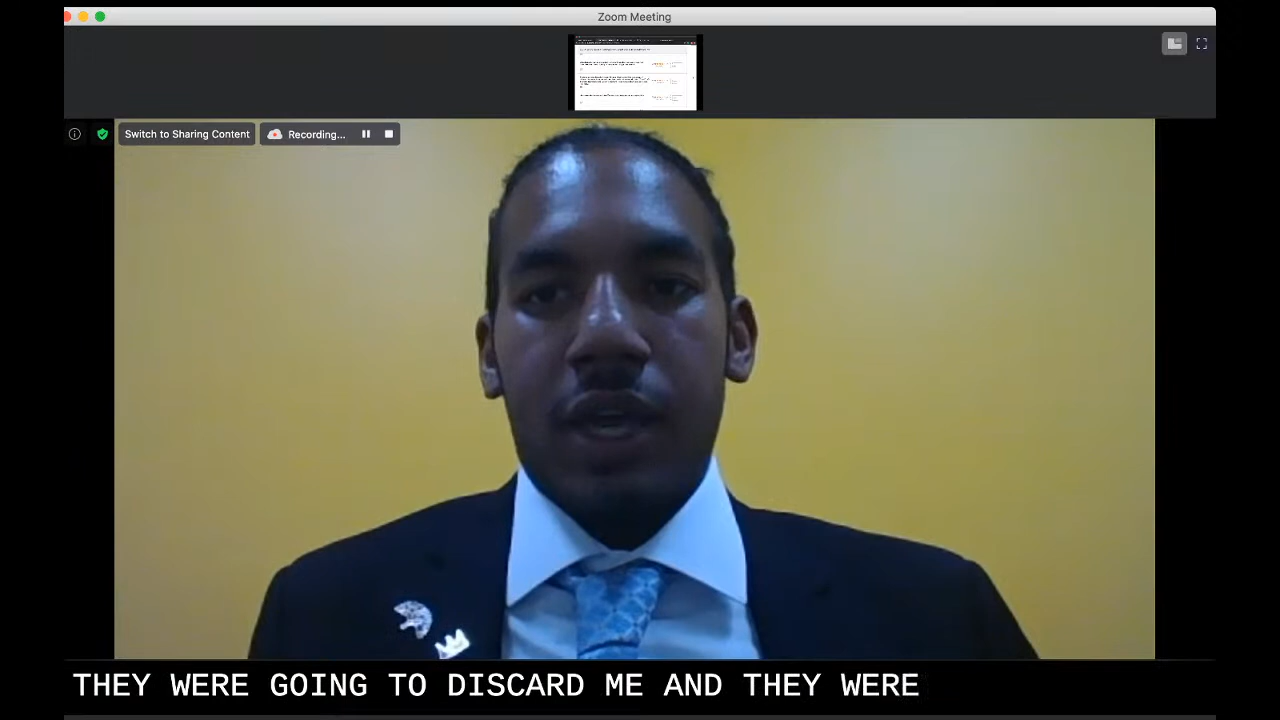 Zoom Meeting
Switch to Sharing Content
Recording...
THEY WERE GOING TO DISCARD ME AND THEY WERE